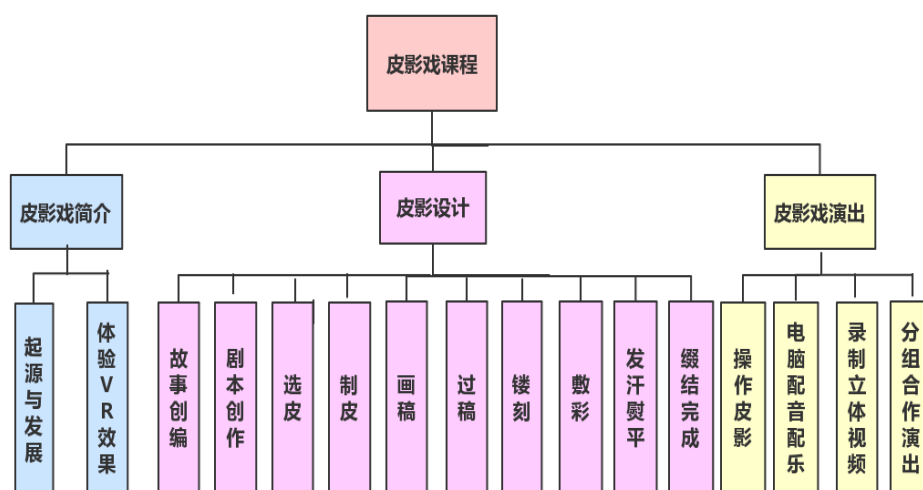 皮影戏课程
皮影戏简介
皮影设计
皮影戏演出
起源与发展
体验VR效果
故事创编
剧本创作
选皮
制皮
画稿
过稿
镂刻
敷彩
发汗熨平
缀结完成
操作皮影
电脑配音配乐
录制立体视频
分组合作演出